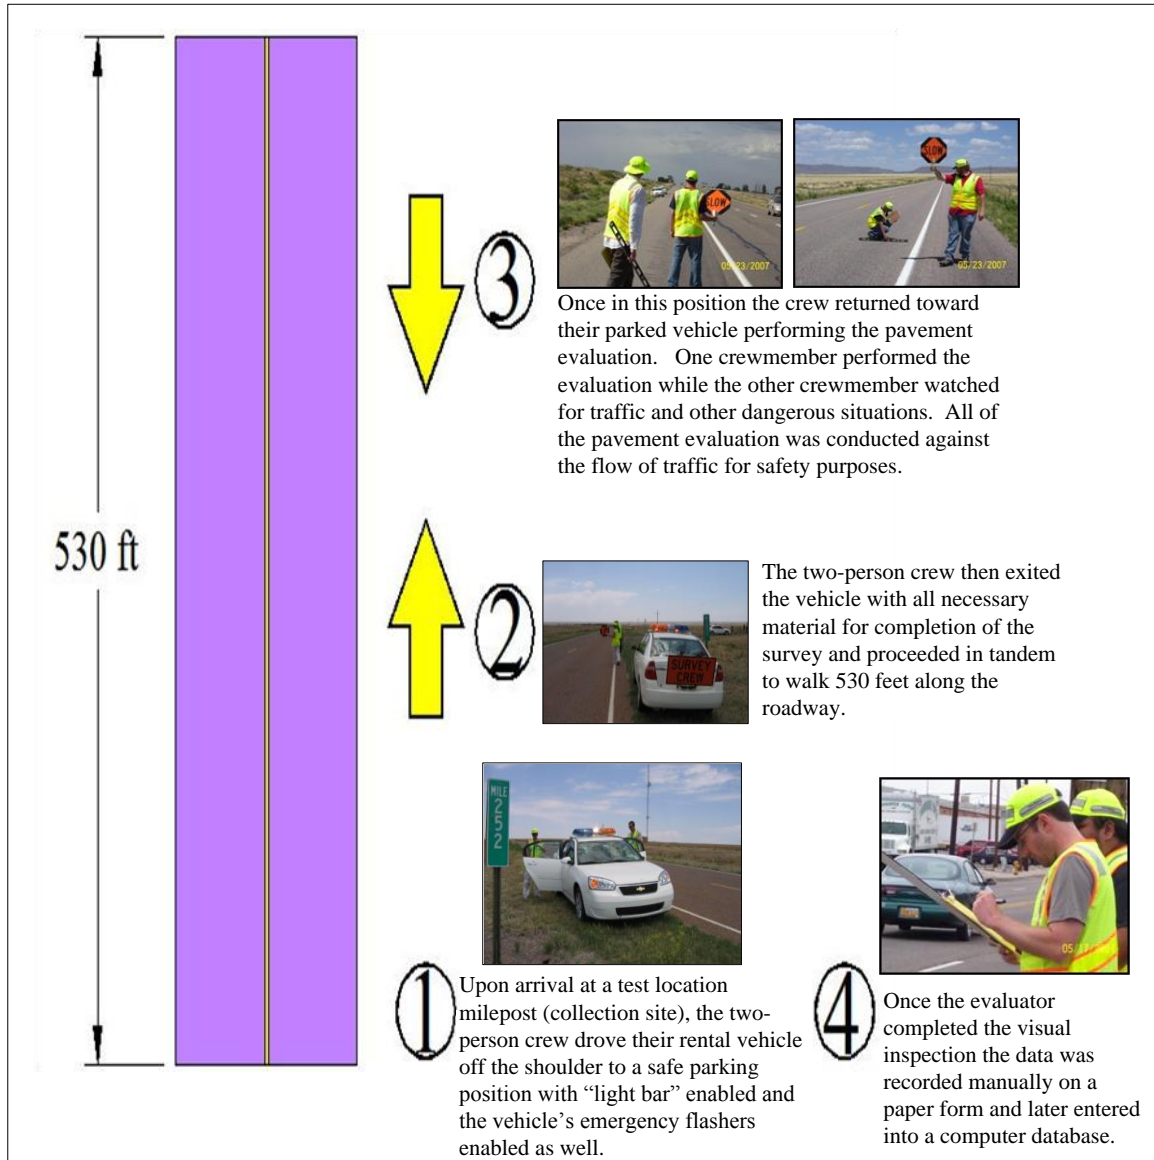 SLOW
05/23/2007
SLOW
05/23/2007
3
Once in this position the crew returned toward
their parked vehicle performing the pavement
evaluation. One crewmember performed the
evaluation while the other crewmember watched
for traffic and other dangerous situations. All of
the pavement evaluation was conducted against
the flow of traffic for safety purposes.
530 ft
2
SURVEY
CREW
The two-person crew then exited
the vehicle with all necessary
material for completion of the
survey and proceeded in tandem
to walk 530 feet along the
roadway.
MILE
2
5
2
1
Upon arrival at a test location
milepost (collection site), the two-
person crew drove their rental vehicle
off the shoulder to a safe parking
position with “light bar” enabled and
the vehicle’s emergency flashers
enabled as well.
05/17
4
Once the evaluator
completed the visual
inspection the data was
recorded manually on a
paper form and later entered
into a computer database.